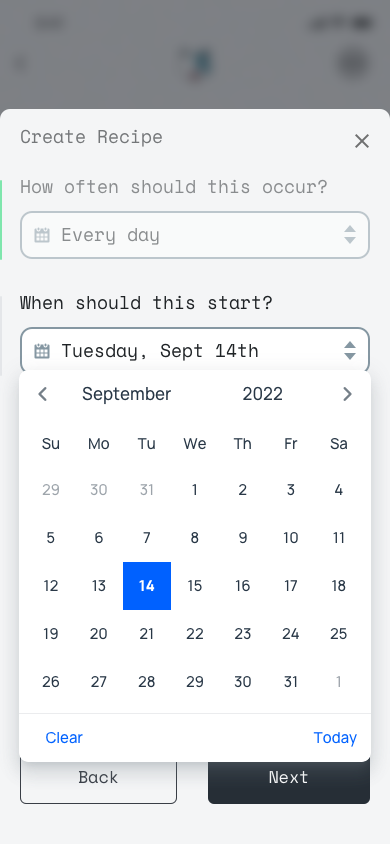 Create Recipe
How often should this occur?
Every day
When should this start?
Tuesday, Sept 14th
September 2022
Su Mo Tu We Th Fr Sa
29 30 31 1 2 3 4
5 6 7 8 9 10 11
12 13 14 15 16 17 18
19 20 21 22 23 24 25
26 27 28 29 30 31 1
Clear Today
Back Next